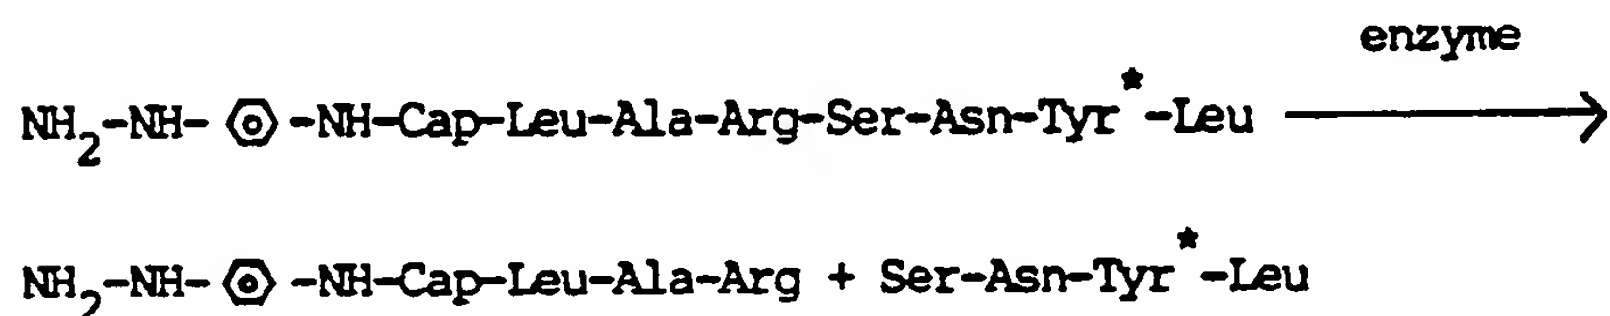 enzyme
NH2-NH- -NH-Cap-Leu-Ala-Arg-Ser-Asn-Tyr*-Leu
NH2-NH- -NH-Cap-Leu-Ala-Arg + Ser-Asn-Tyr*-Leu